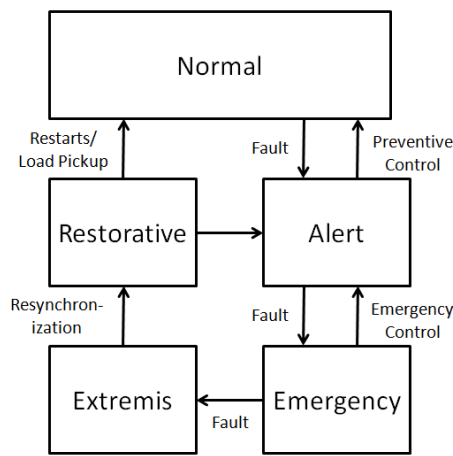 Normal
Restarts/
Load Pickup
Fault
Preventive
Control
Restorative
Alert
Resynchron-
ization
Fault
Emergency
Control
Extremis
Fault
Emergency